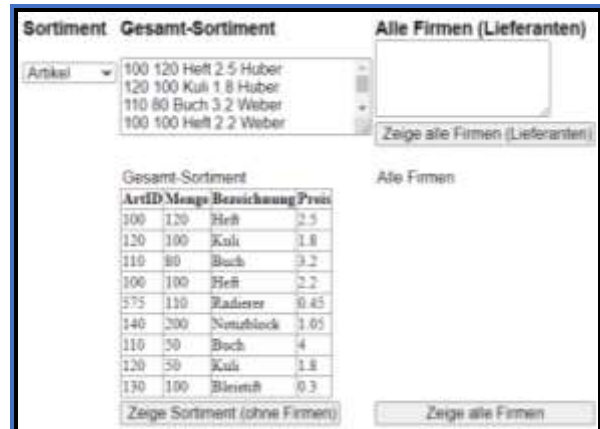 Sortiment Gesamt-Sortiment Alle Firmen (Lieferanten)
Artikel
100 120 Heft 2.5 Huber
120 100 Kuli 1.8 Huber
110 80 Buch 3.2 Weber
100 100 Heft 2.2 Weber
Zeige alle Firmen (Lieferanten)
Gesamt-Sortiment Alle Firmen
ArtID Menge Bezeichnung Preis
100 120 Heft 2.5
120 100 Kuli 1.8
110 80 Buch 3.2
100 100 Heft 2.2
575 110 Radierer 0.45
140 200 Notizblock 1.05
110 50 Buch 4
120 50 Kuli 1.8
130 100 Bleistift 0.3
Zeige Sortiment (ohne Firmen) Zeige alle Firmen